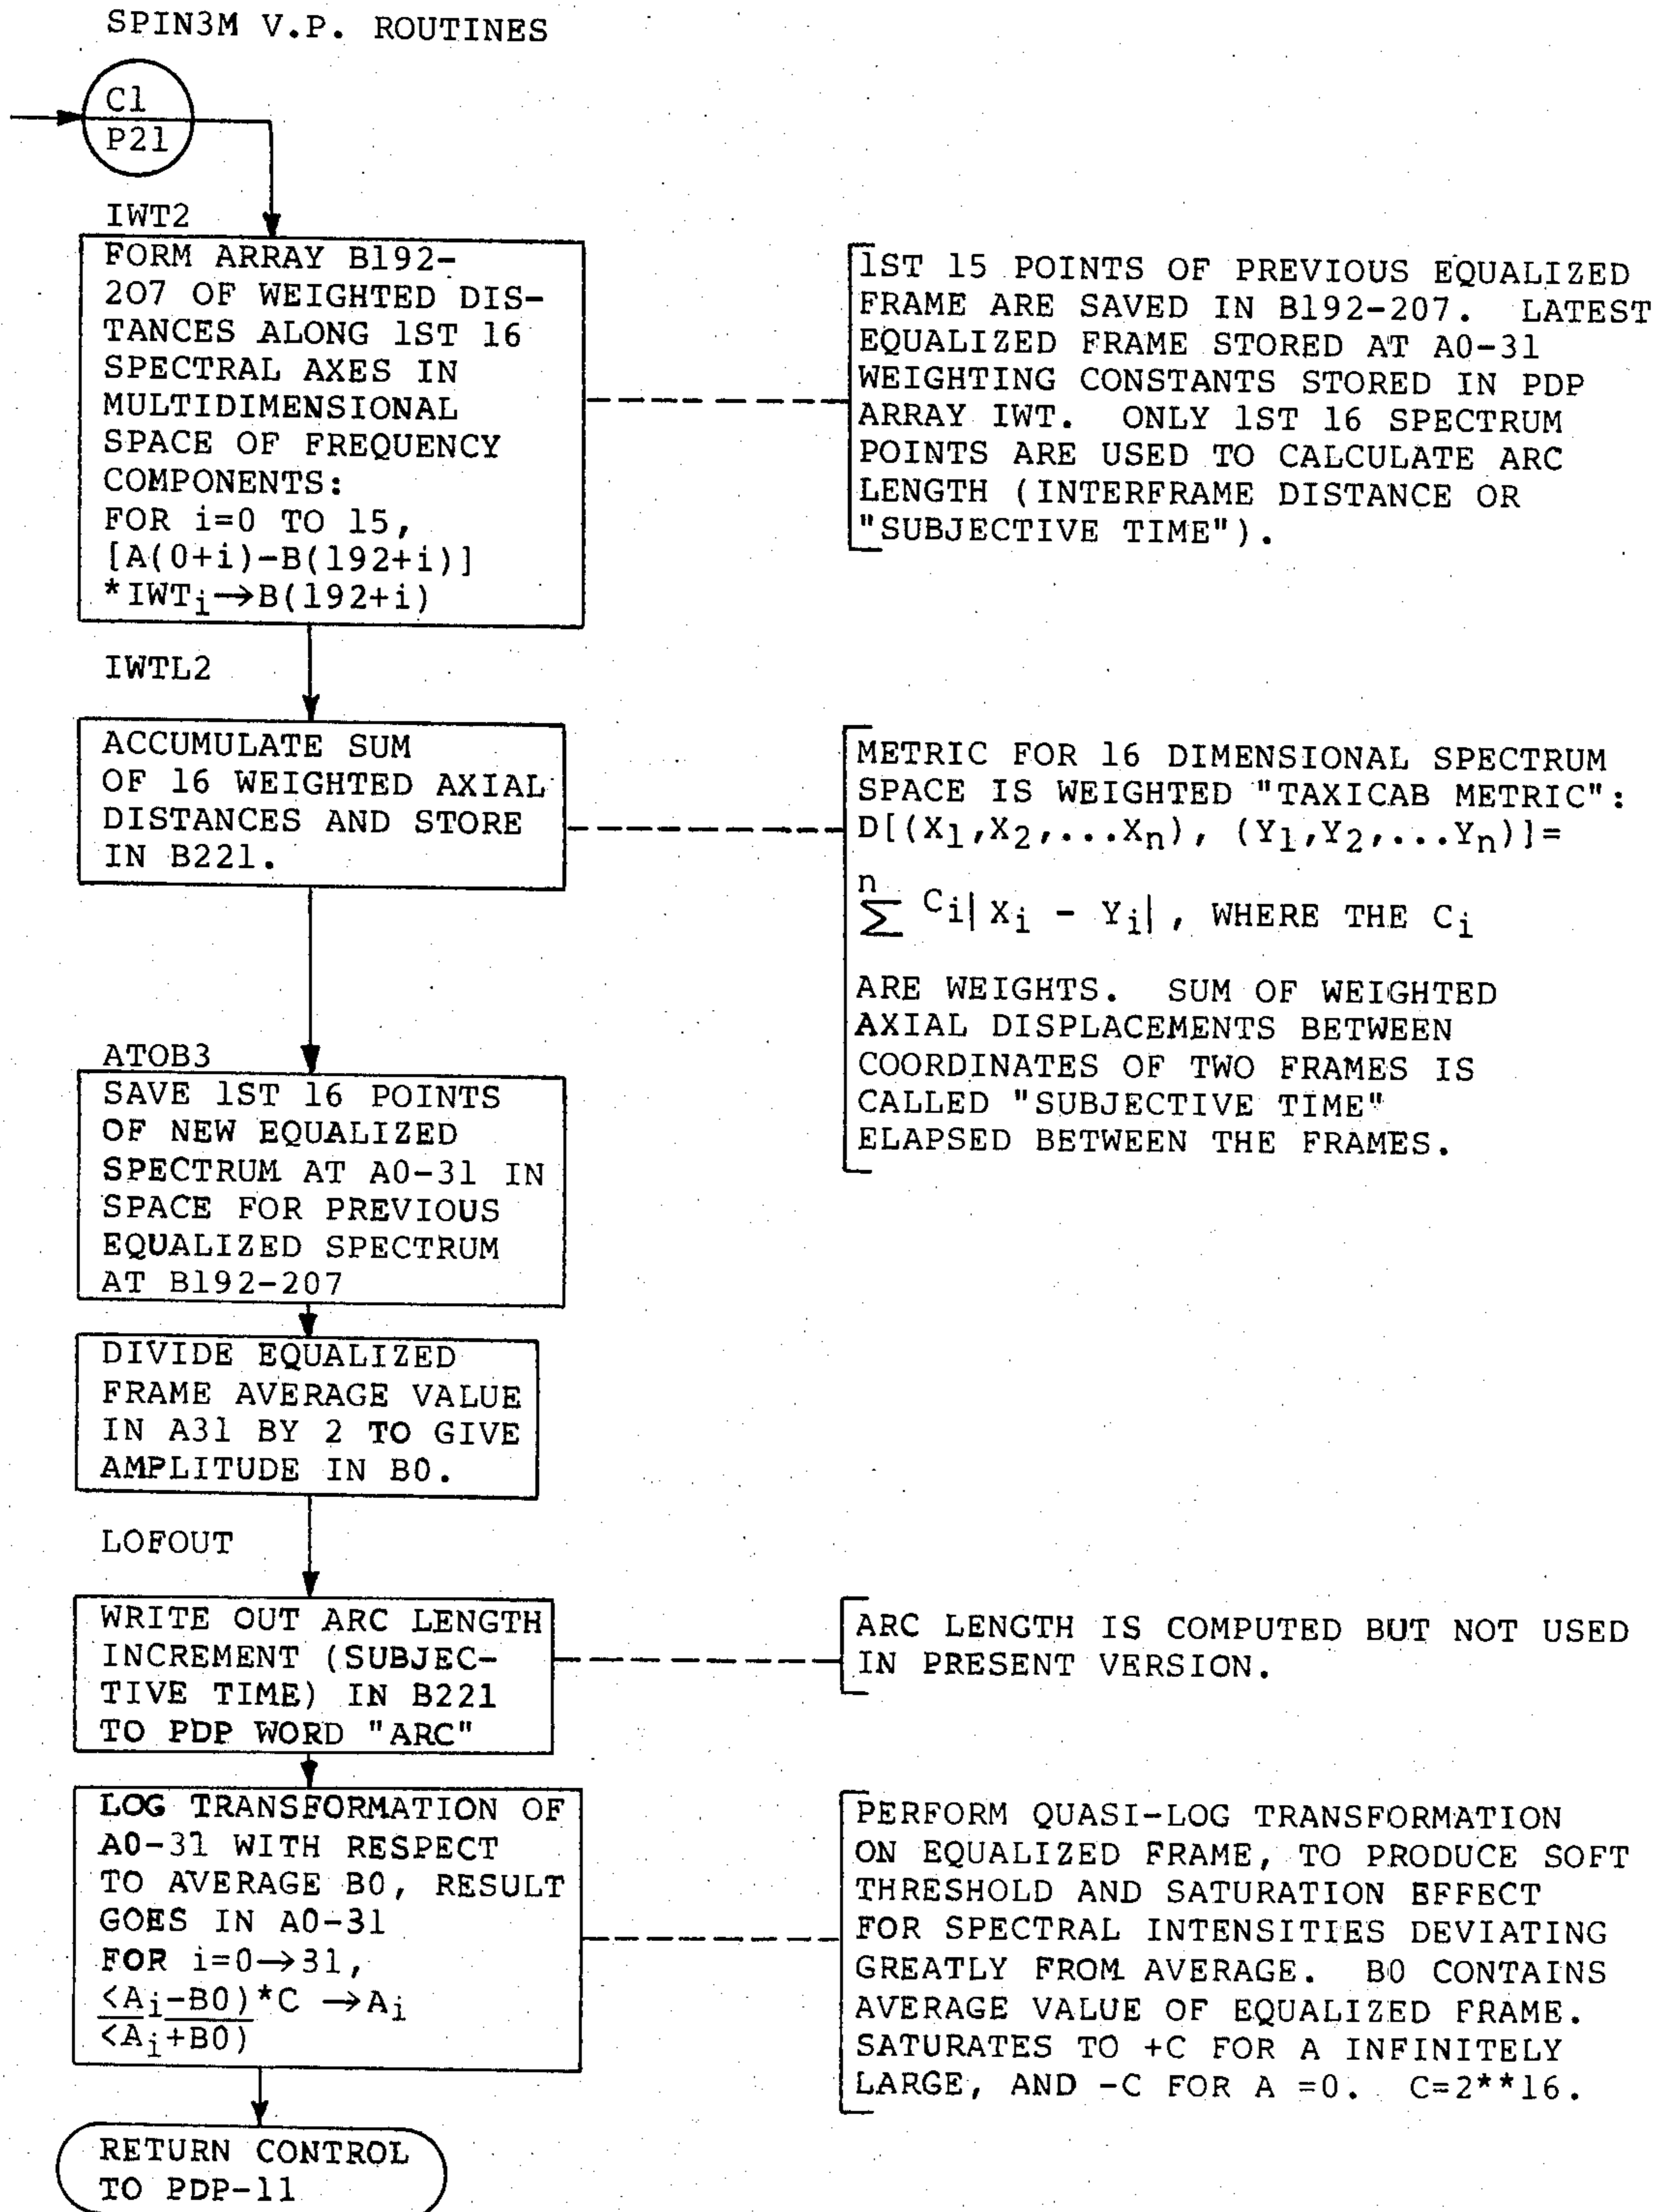 SPIN3M V.P. ROUTINES
C1
P21
IWT2
FORM ARRAY B192-
207 OF WEIGHTED DIS-
TANCES ALONG 1ST 16
SPECTRAL AXES IN
MULTIDIMENSIONAL
SPACE OF FREQUENCY
COMPONENTS:
FOR i=0 TO 15,
[A(0+i)-B(192+i)]
*IWTi→B(192+i)
1ST 15 POINTS OF PREVIOUS EQUALIZED
FRAME ARE SAVED IN B192-207. LATEST
EQUALIZED FRAME STORED AT A0-31
WEIGHTING CONSTANTS STORED IN PDP
ARRAY IWT. ONLY 1ST 16 SPECTRUM
POINTS ARE USED TO CALCULATE ARC
LENGTH (INTERFRAME DISTANCE OR
"SUBJECTIVE TIME").
IWTL2
ACCUMULATE SUM
OF 16 WEIGHTED AXIAL
DISTANCES AND STORE
IN B221.
METRIC FOR 16 DIMENSIONAL SPECTRUM
SPACE IS WEIGHTED "TAXICAB METRIC":
D[(X1,X2,...Xn), (Y1,Y2,...Yn)]=
n
∑ Ci| Xi - Yi| , WHERE THE Ci
ARE WEIGHTS. SUM OF WEIGHTED
AXIAL DISPLACEMENTS BETWEEN
COORDINATES OF TWO FRAMES IS
CALLED "SUBJECTIVE TIME"
ELAPSED BETWEEN THE FRAMES.
ATOB3
SAVE 1ST 16 POINTS
OF NEW EQUALIZED
SPECTRUM AT A0-31 IN
SPACE FOR PREVIOUS
EQUALIZED SPECTRUM
AT B192-207
DIVIDE EQUALIZED
FRAME AVERAGE VALUE
IN A31 BY 2 TO GIVE
AMPLITUDE IN B0.
LOFOUT
WRITE OUT ARC LENGTH
INCREMENT (SUBJEC-
TIVE TIME) IN B221
TO PDP WORD "ARC"
ARC LENGTH IS COMPUTED BUT NOT USED
IN PRESENT VERSION.
LOG TRANSFORMATION OF
A0-31 WITH RESPECT
TO AVERAGE B0, RESULT
GOES IN A0-31
FOR i=0→31,
<Ai-B0)*C →Ai
<Ai+B0)
PERFORM QUASI-LOG TRANSFORMATION
ON EQUALIZED FRAME, TO PRODUCE SOFT
THRESHOLD AND SATURATION EFFECT
FOR SPECTRAL INTENSITIES DEVIATING
GREATLY FROM AVERAGE. B0 CONTAINS
AVERAGE VALUE OF EQUALIZED FRAME.
SATURATES TO +C FOR A INFINITELY
LARGE, AND -C FOR A =0. C=2**16.
RETURN CONTROL
TO PDP-11